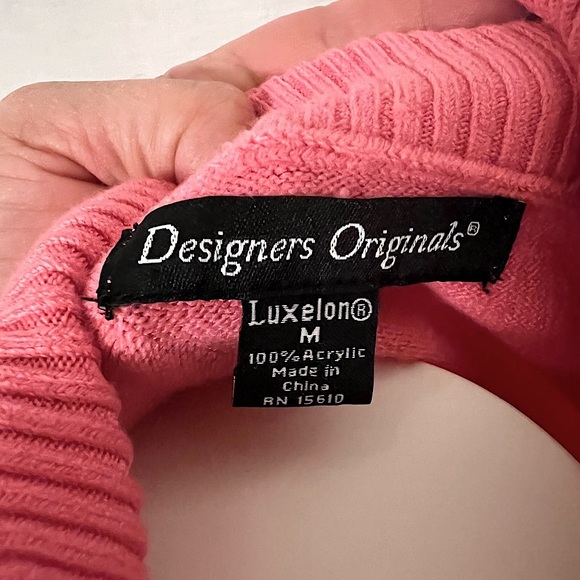 Designers Originals®
Luxelon®
M
100% Acrylic
Made in
China
RN 15610